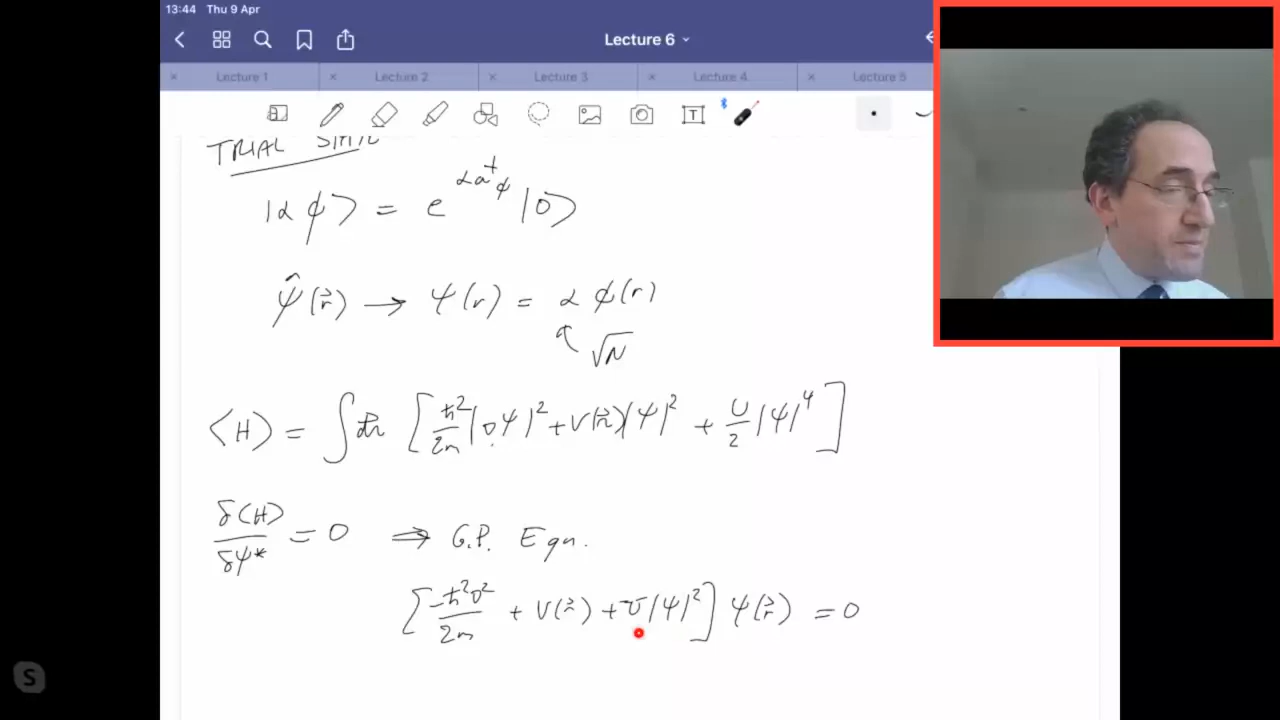 13:44 Thu 9 Apr
Lecture 6
Lecture 1 Lecture 2 Lecture 3 Lecture 4 Lecture 5
T
TRIAL STATE
|αϕ⟩ = e^{αa†_ϕ} |0⟩
ψ̂(r⃗) → ψ(r) = α ϕ(r)
√N
⟨H⟩ = ∫dr [ ħ²/2m |∇ψ|² + V(r⃗)|ψ|² + U/2 |ψ|⁴ ]
δ⟨H⟩/δψ* = 0 ⇒ G.P. Eqn.
[ -ħ²∇²/2m + V(r⃗) + U|ψ|² ] ψ(r⃗) = 0
S